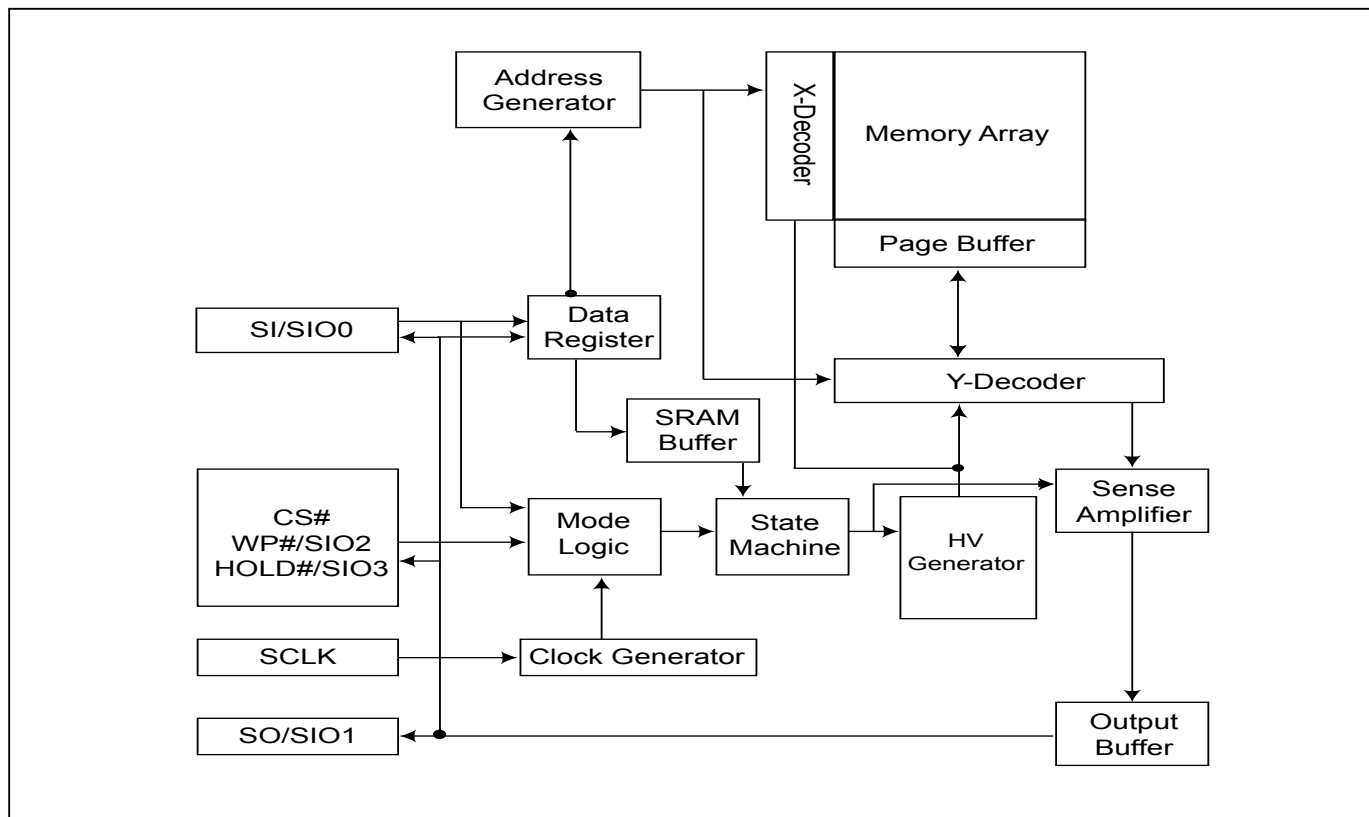 Address
Generator
X-Decoder
Memory Array
Page Buffer
SI/SIO0
Data
Register
Y-Decoder
SRAM
Buffer
CS#
WP#/SIO2
HOLD#/SIO3
Mode
Logic
State
Machine
HV
Generator
Sense
Amplifier
SCLK
Clock Generator
SO/SIO1
Output
Buffer